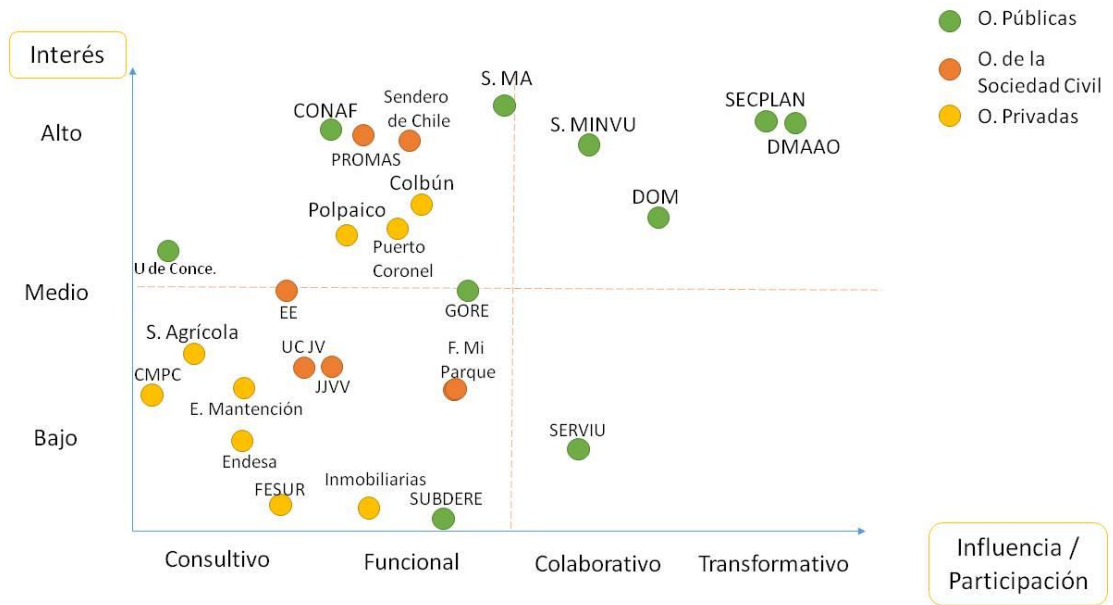 Interés
O. Públicas
O. de la
Sociedad Civil
O. Privadas
Alto
Medio
Bajo
S. MA
CONAF
Sendero
de Chile
PROMAS
S. MINVU
SECPLAN
DMAAO
Colbún
Polpaico
Puerto
Coronel
DOM
U de Conce.
EE
GORE
S. Agrícola
UC JV
JJVV
F. Mi
Parque
CMPC
E. Mantención
Endesa
SERVIU
FESUR
Inmobiliarias
SUBDERE
Consultivo
Funcional
Colaborativo
Transformativo
Influencia /
Participación